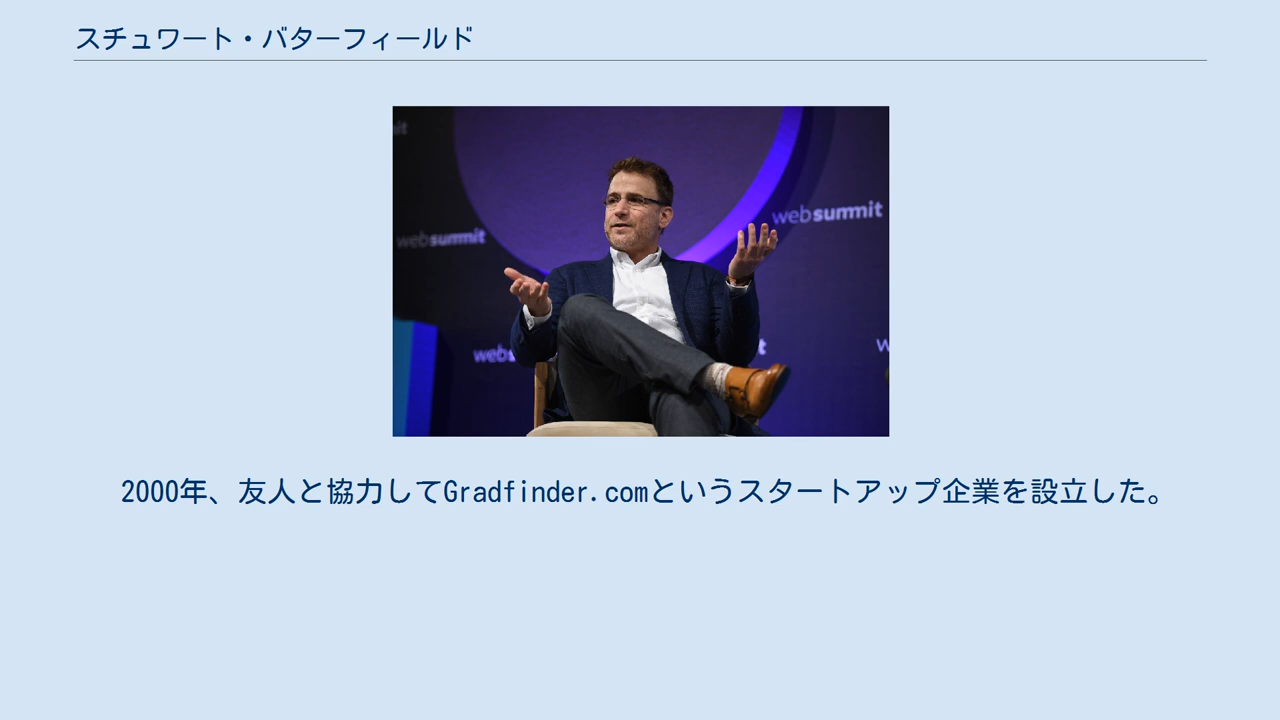 スチュワート・バターフィールド
it
websummit
websummit
webs
it
w
2000年、友人と協力してGradfinder.comというスタートアップ企業を設立した。